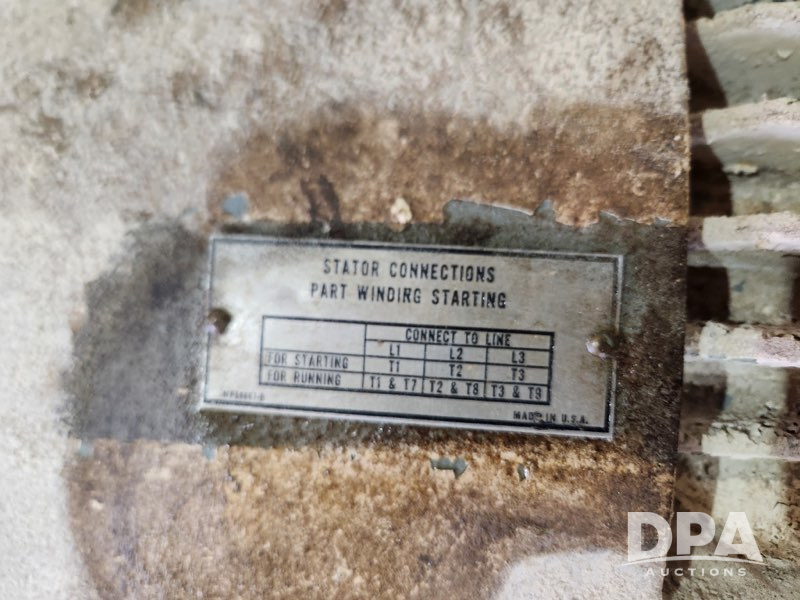 STATOR CONNECTIONS
PART WINDING STARTING
CONNECT TO LINE
L1 L2 L3
FOR STARTING T1 T2 T3
FOR RUNNING T1 & T7 T2 & T8 T3 & T9
MADE IN U.S.A.
DPA
AUCTIONS